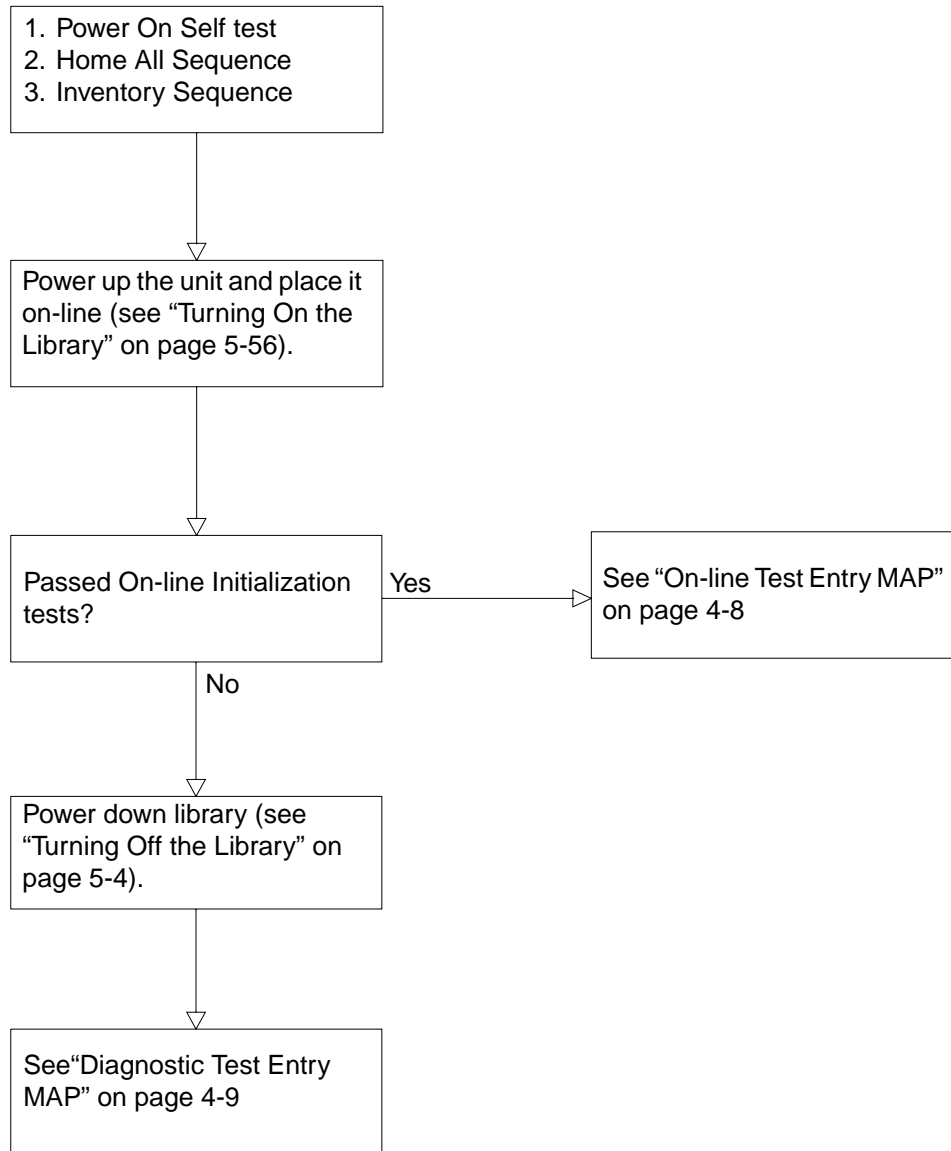 1. Power On Self test
2. Home All Sequence
3. Inventory Sequence
Power up the unit and place it
on-line (see “Turning On the
Library” on page 5-56).
Passed On-line Initialization
tests?
Yes
See “On-line Test Entry MAP”
on page 4-8
No
Power down library (see
“Turning Off the Library” on
page 5-4).
See“Diagnostic Test Entry
MAP” on page 4-9